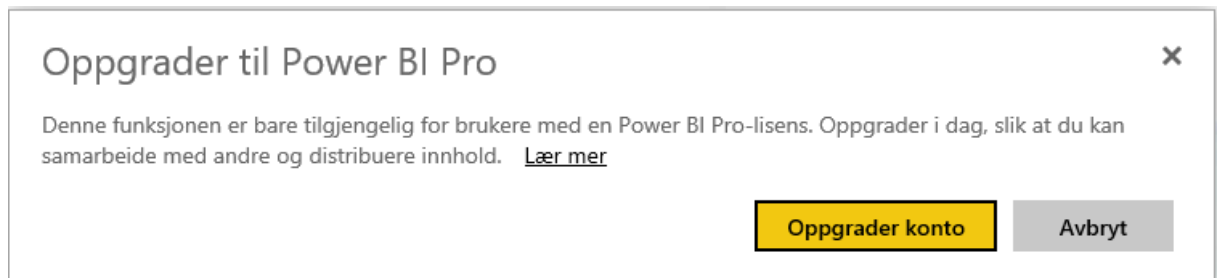 Oppgrader til Power BI Pro
Denne funksjonen er bare tilgjengelig for brukere med en Power BI Pro-lisens. Oppgrader i dag, slik at du kan
samarbeide med andre og distribuere innhold. Lær mer
Oppgrader konto Avbryt